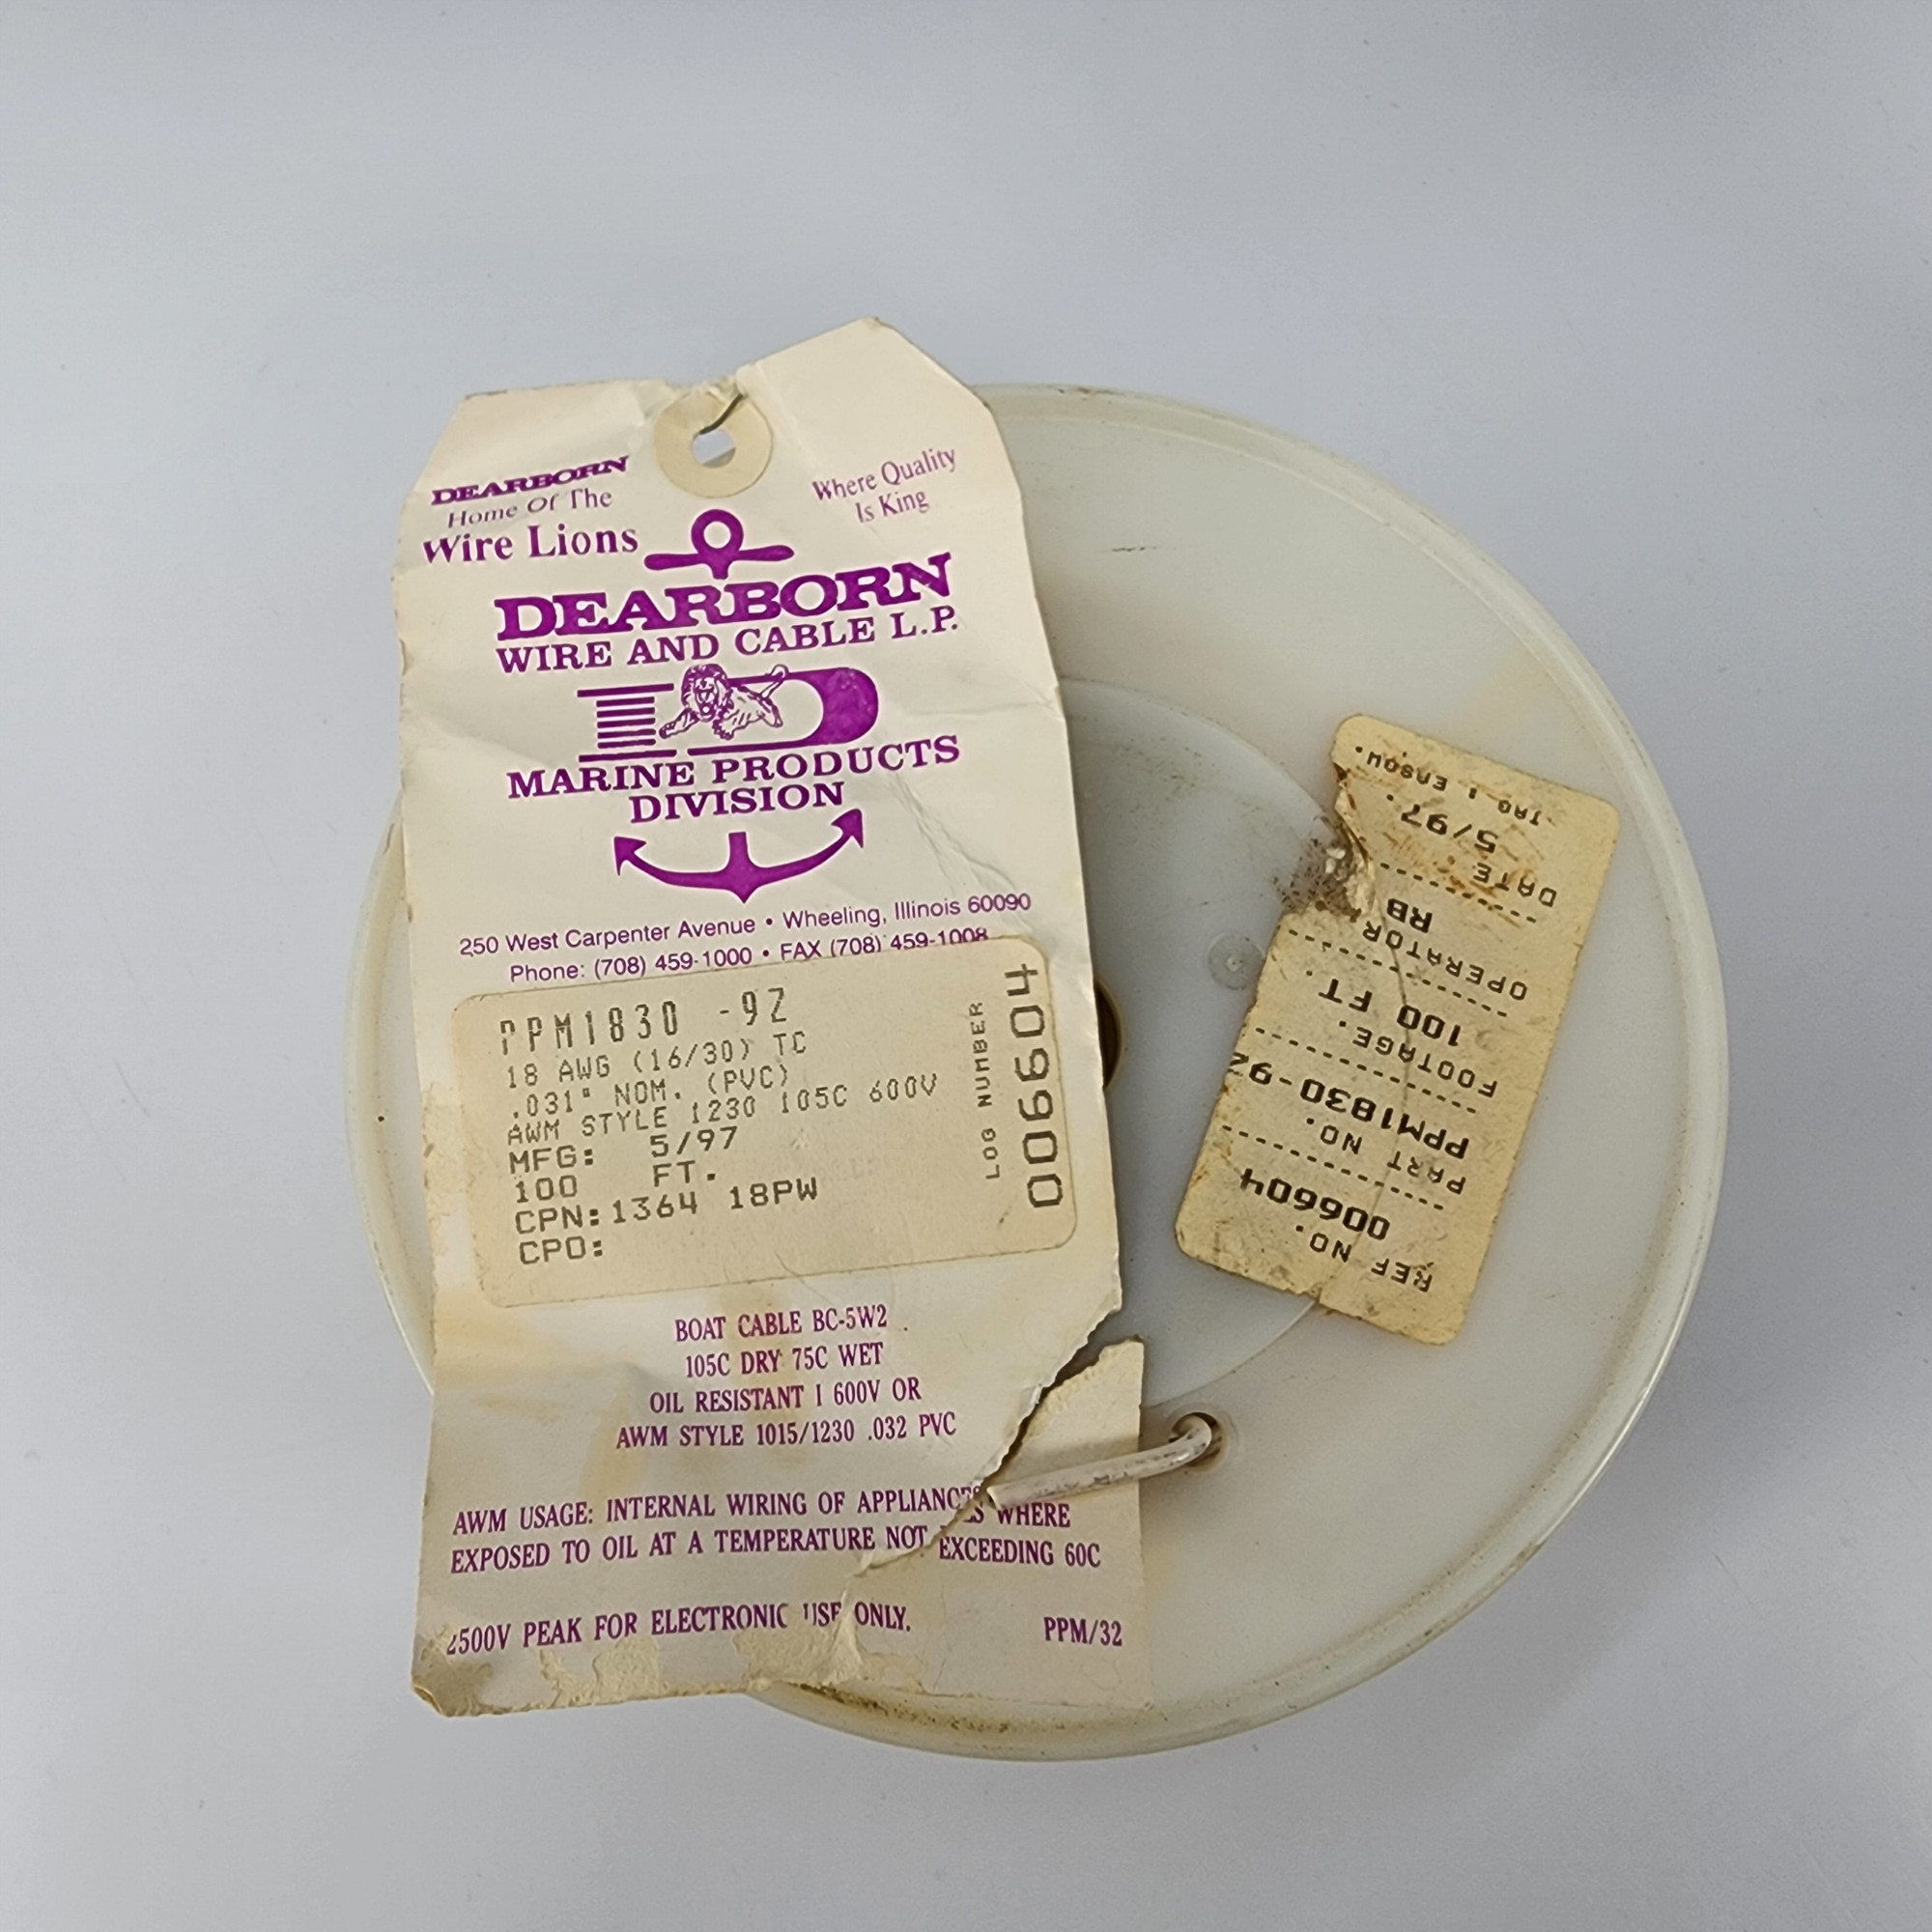 DEARBORN
Home Of The
Wire Lions
Where Quality
Is King
DEARBORN
WIRE AND CABLE L.P.
MARINE PRODUCTS
DIVISION
250 West Carpenter Avenue • Wheeling, Illinois 60090
Phone: (708) 459-1000 • FAX (708) 459-1008
PPM1830 -9Z
18 AWG (16/30) TC
.031" NOM. (PVC)
AWM STYLE 1230 105C 600V
MFG: 5/97
100 FT.
CPN:1364 18PW
CPO:
LOG NUMBER
006604
BOAT CABLE BC-5W2
105C DRY 75C WET
OIL RESISTANT I 600V OR
AWM STYLE 1015/1230 .032 PVC
AWM USAGE: INTERNAL WIRING OF APPLIANCES WHERE
EXPOSED TO OIL AT A TEMPERATURE NOT EXCEEDING 60C
2500V PEAK FOR ELECTRONIC USE ONLY.
PPM/32
REF NO.
006604
PART NO.
PPM1830-9Z
FOOTAGE.
100 FT.
OPERATOR
RB
DATE
5/97.